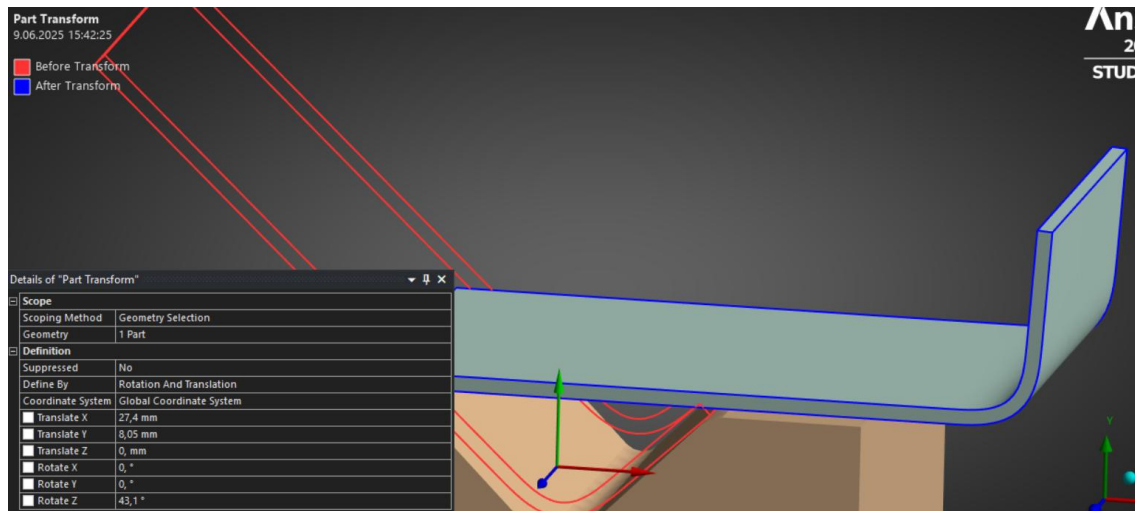 Part Transform
9.06.2025 15:42:25
Before Transform
After Transform
STUD
Details of "Part Transform"
Scope
Scoping Method Geometry Selection
Geometry 1 Part
Definition
Suppressed No
Define By Rotation And Translation
Coordinate System Global Coordinate System
Translate X 27,4 mm
Translate Y 8,05 mm
Translate Z 0, mm
Rotate X 0, °
Rotate Y 0, °
Rotate Z 43,1 °
Y